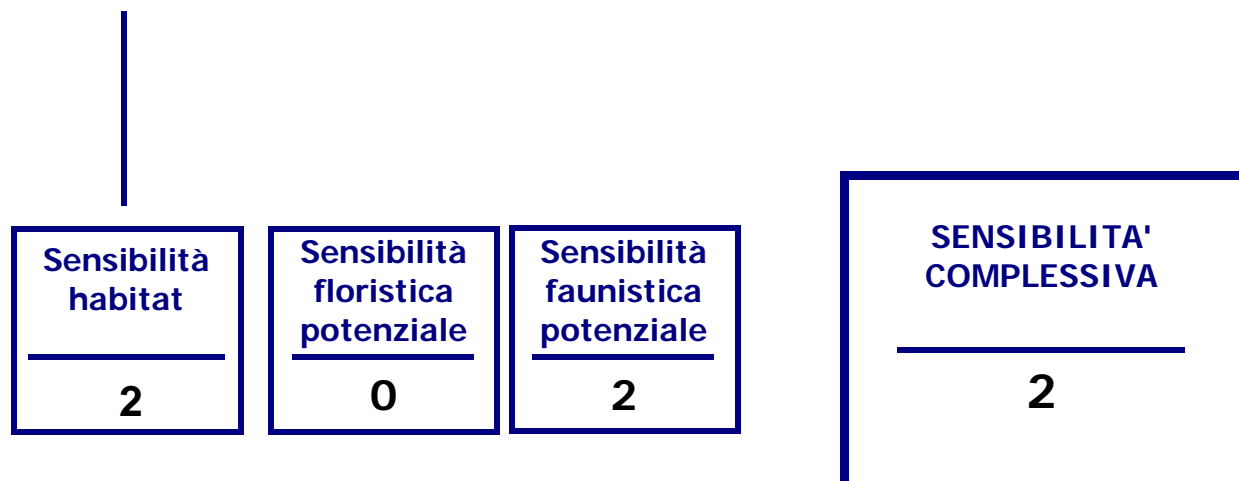 Sensibilità
habitat
2
Sensibilità
floristica
potenziale
0
Sensibilità
faunistica
potenziale
2
SENSIBILITA'
COMPLESSIVA
2